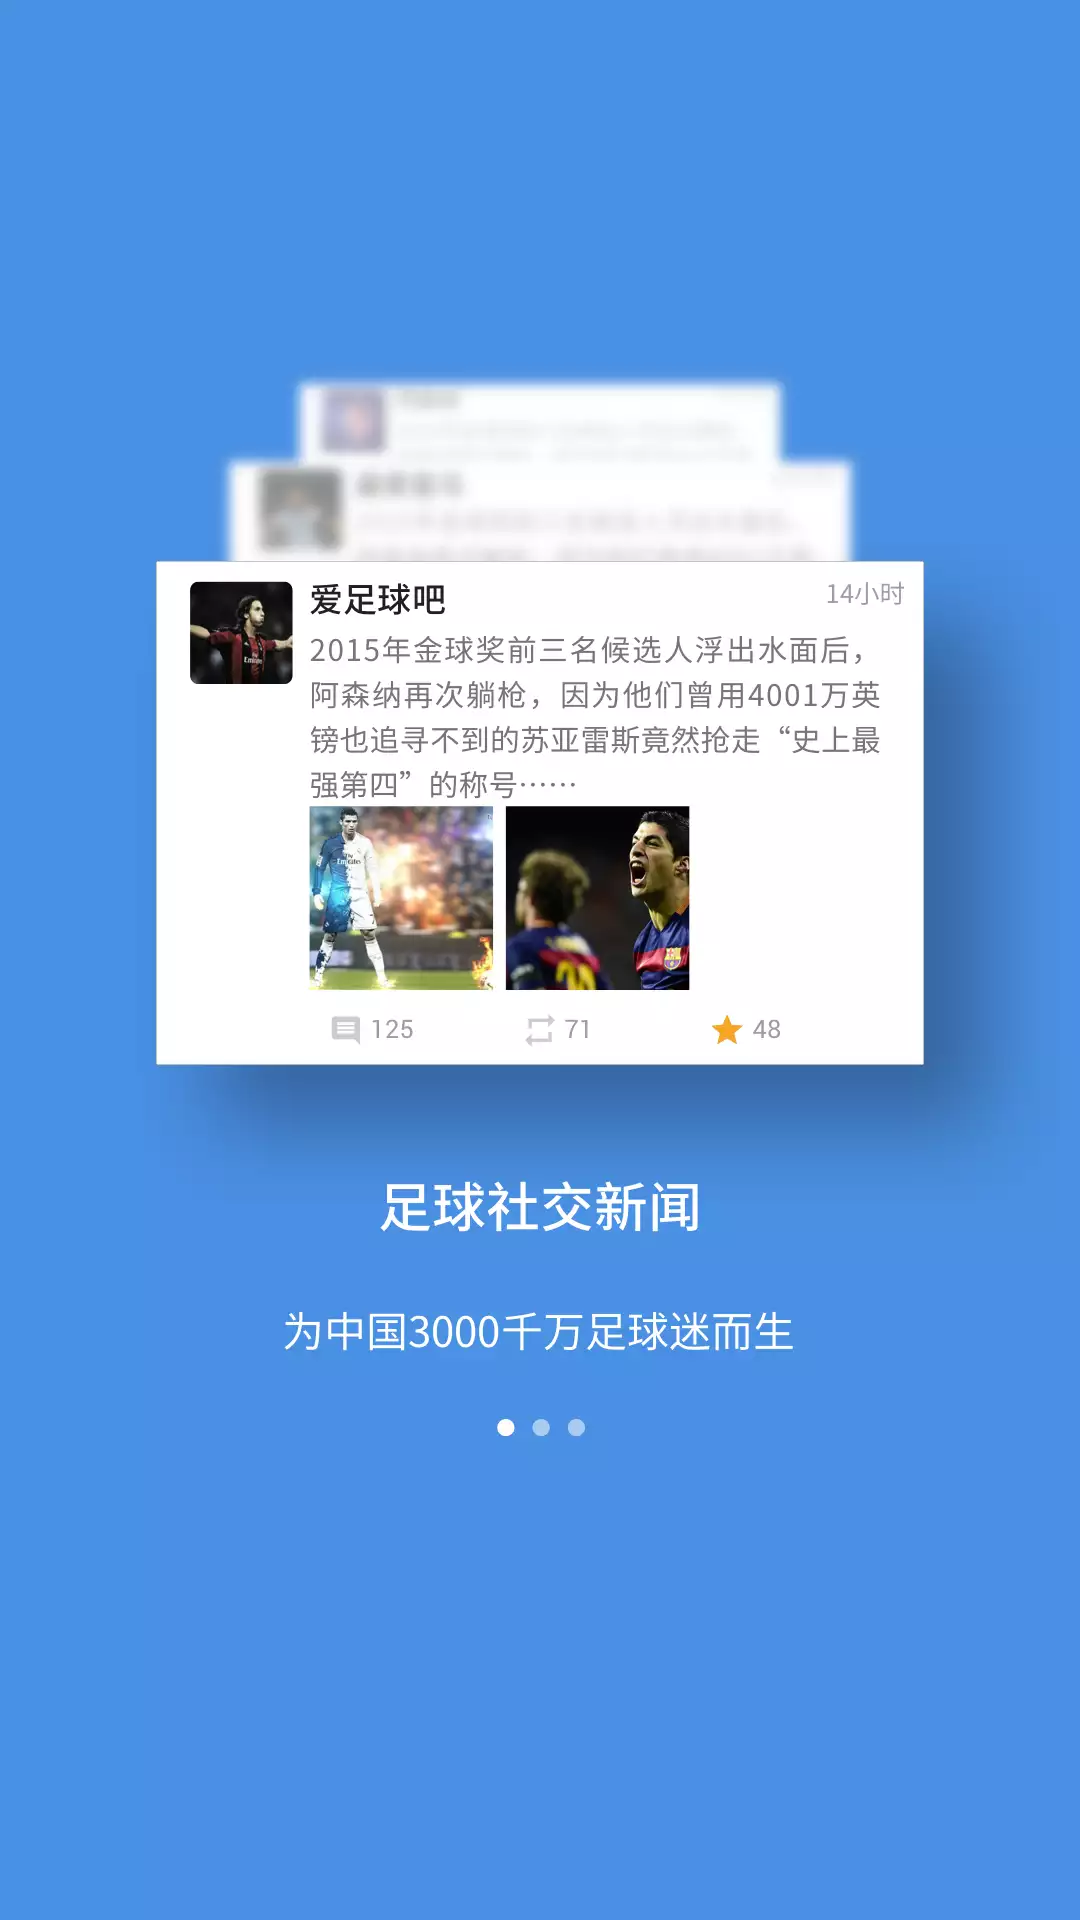 爱足球吧
14小时
2015年金球奖前三名候选人浮出水面后，
阿森纳再次躺枪，因为他们曾用4001万英
镑也追寻不到的苏亚雷斯竟然抢走“史上最
强第四”的称号……
125
71
48
足球社交新闻
为中国3000千万足球迷而生